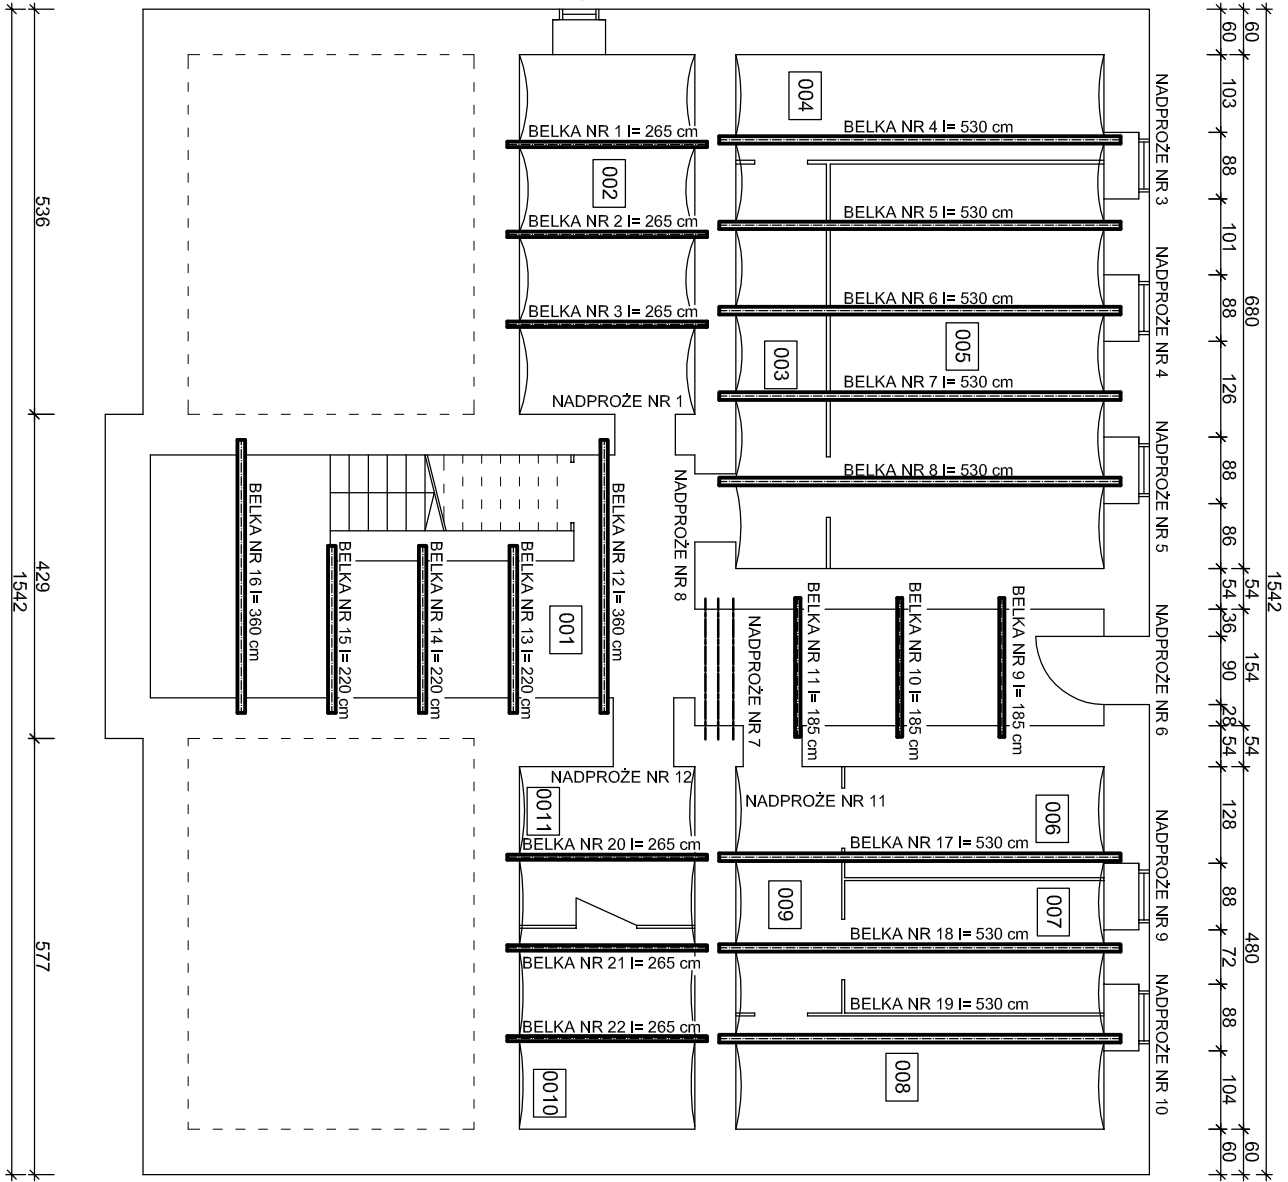 60
103
88
101
88
126
88
86
54
36
90
28
54
128
88
72
88
104
60
60
680
54
154
54
480
60
1542
NADPROŻE NR 3
NADPROŻE NR 4
NADPROŻE NR 5
NADPROŻE NR 6
NADPROŻE NR 9
NADPROŻE NR 10
004
BELKA NR 4 l= 530 cm
BELKA NR 5 l= 530 cm
BELKA NR 6 l= 530 cm
005
003
BELKA NR 7 l= 530 cm
BELKA NR 8 l= 530 cm
BELKA NR 1 l= 265 cm
002
BELKA NR 2 l= 265 cm
BELKA NR 3 l= 265 cm
NADPROŻE NR 1
NADPROŻE NR 8
BELKA NR 9 l= 185 cm
BELKA NR 10 l= 185 cm
BELKA NR 11 l= 185 cm
NADPROŻE NR 7
BELKA NR 12 l= 360 cm
001
BELKA NR 13 l= 220 cm
BELKA NR 14 l= 220 cm
BELKA NR 15 l= 220 cm
BELKA NR 16 l= 360 cm
NADPROŻE NR 12
NADPROŻE NR 11
0011
006
BELKA NR 20 l= 265 cm
BELKA NR 17 l= 530 cm
009
007
BELKA NR 18 l= 530 cm
BELKA NR 21 l= 265 cm
BELKA NR 19 l= 530 cm
BELKA NR 22 l= 265 cm
008
0010
536
429
577
1542